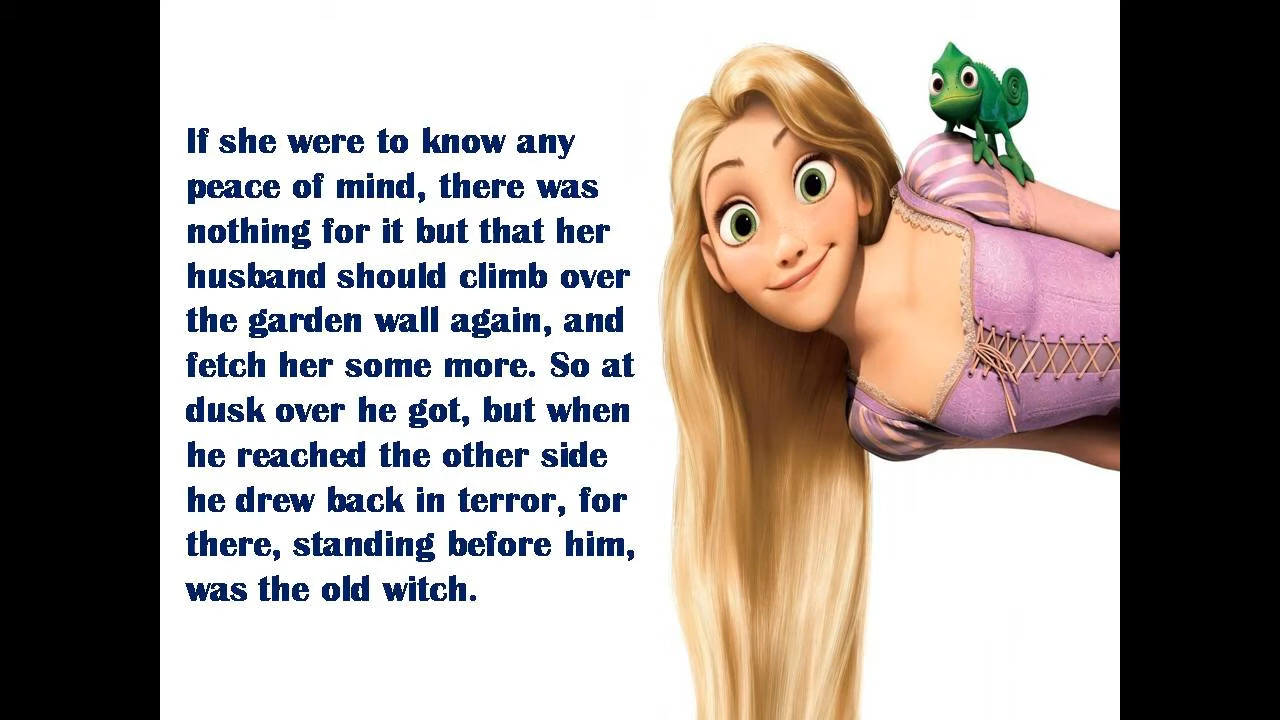 If she were to know any
peace of mind, there was
nothing for it but that her
husband should climb over
the garden wall again, and
fetch her some more. So at
dusk over he got, but when
he reached the other side
he drew back in terror, for
there, standing before him,
was the old witch.